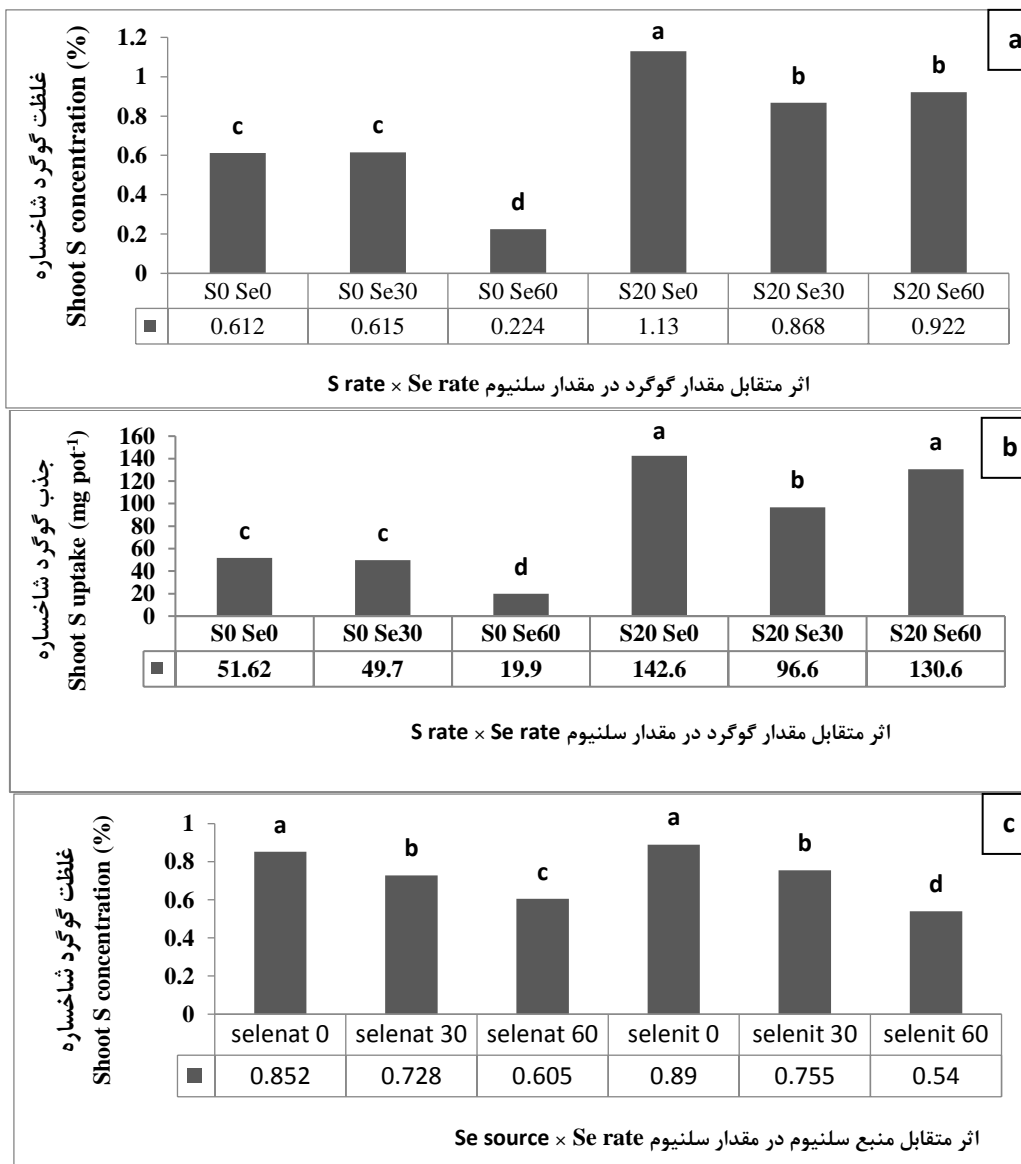 a
غلظت گوگرد شاخساره
Shoot S concentration (%)
1.2
1
0.8
0.6
0.4
0.2
0
c
c
d
a
b
b
S0 Se0 S0 Se30 S0 Se60 S20 Se0 S20 Se30 S20 Se60
0.612 0.615 0.224 1.13 0.868 0.922
اثر متقابل مقدار گوگرد در مقدار سلنیوم S rate × Se rate
b
جذب گوگرد شاخساره
Shoot S uptake (mg pot-1)
160
140
120
100
80
60
40
20
0
c
c
d
a
b
a
S0 Se0 S0 Se30 S0 Se60 S20 Se0 S20 Se30 S20 Se60
51.62 49.7 19.9 142.6 96.6 130.6
اثر متقابل مقدار گوگرد در مقدار سلنیوم S rate × Se rate
c
غلظت گوگرد شاخساره
Shoot S concentration (%)
1
0.8
0.6
0.4
0.2
0
a
b
c
a
b
d
selenat 0 selenat 30 selenat 60 selenit 0 selenit 30 selenit 60
0.852 0.728 0.605 0.89 0.755 0.54
اثر متقابل منبع سلنیوم در مقدار سلنیوم Se source × Se rate